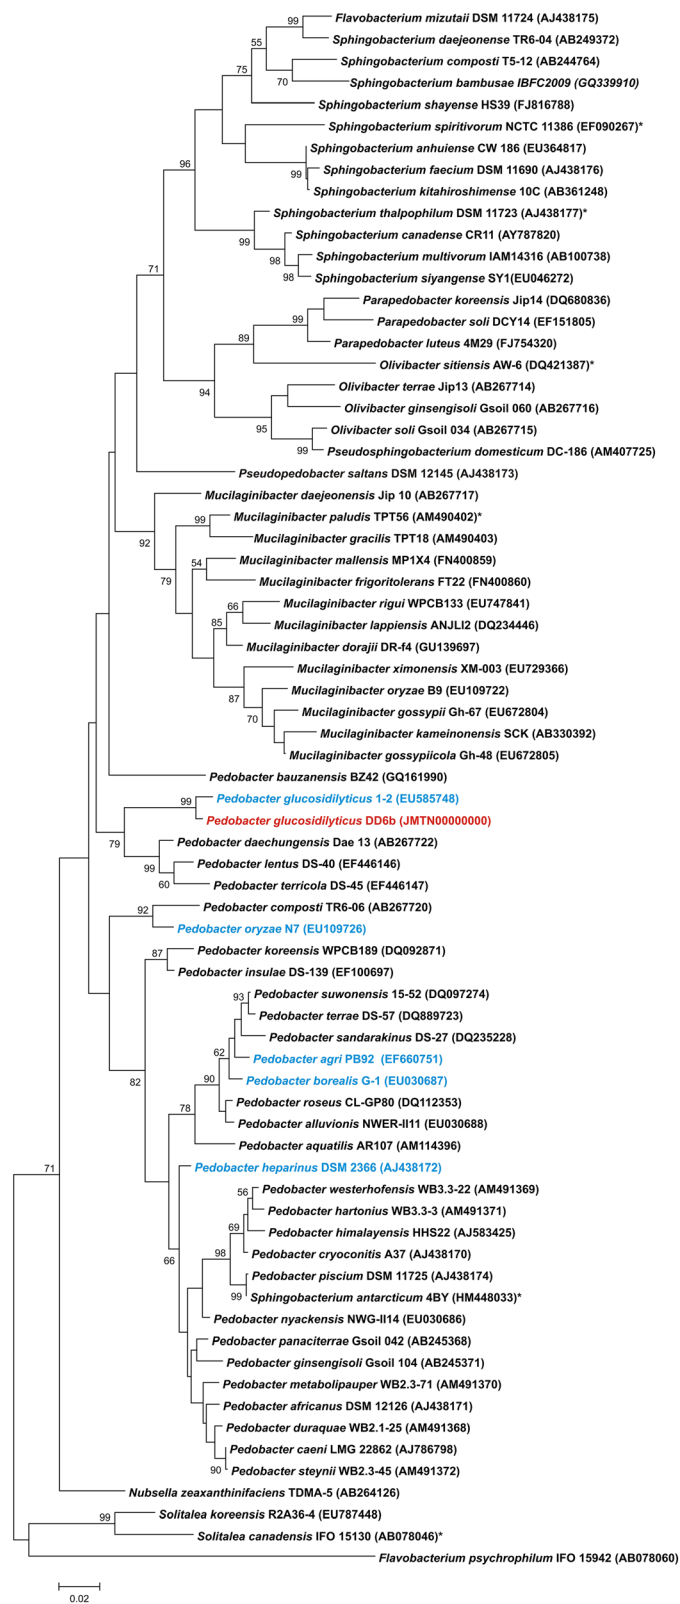 99 Flavobacterium mizutaii DSM 11724 (AJ438175)
Sphingobacterium daejeonense TR6-04 (AB249372)
55
Sphingobacterium composti T5-12 (AB244764)
75
70 Sphingobacterium bambusae IBFC2009 (GQ339910)
Sphingobacterium shayense HS39 (FJ816788)
Sphingobacterium spiritivorum NCTC 11386 (EF090267)*
Sphingobacterium anhuiense CW 186 (EU364817)
96
99 Sphingobacterium faecium DSM 11690 (AJ438176)
Sphingobacterium kitahiroshimense 10C (AB361248)
Sphingobacterium thalpophilum DSM 11723 (AJ438177)*
99 Sphingobacterium canadense CR11 (AY787820)
98 Sphingobacterium multivorum IAM14316 (AB100738)
71
98 Sphingobacterium siyangense SY1(EU046272)
Parapedobacter koreensis Jip14 (DQ680836)
99 Parapedobacter soli DCY14 (EF151805)
89 Parapedobacter luteus 4M29 (FJ754320)
Olivibacter sitiensis AW-6 (DQ421387)*
94 Olivibacter terrae Jip13 (AB267714)
Olivibacter ginsengisoli Gsoil 060 (AB267716)
95 Olivibacter soli Gsoil 034 (AB267715)
99 Pseudosphingobacterium domesticum DC-186 (AM407725)
Pseudopedobacter saltans DSM 12145 (AJ438173)
Mucilaginibacter daejeonensis Jip 10 (AB267717)
99 Mucilaginibacter paludis TPT56 (AM490402)*
92 Mucilaginibacter gracilis TPT18 (AM490403)
54 Mucilaginibacter mallensis MP1X4 (FN400859)
79 Mucilaginibacter frigoritolerans FT22 (FN400860)
66 Mucilaginibacter rigui WPCB133 (EU747841)
85 Mucilaginibacter lappiensis ANJLI2 (DQ234446)
Mucilaginibacter dorajii DR-f4 (GU139697)
Mucilaginibacter ximonensis XM-003 (EU729366)
87 Mucilaginibacter oryzae B9 (EU109722)
70 Mucilaginibacter gossypii Gh-67 (EU672804)
Mucilaginibacter kameinonensis SCK (AB330392)
Mucilaginibacter gossypiicola Gh-48 (EU672805)
Pedobacter bauzanensis BZ42 (GQ161990)
99 Pedobacter glucosidilyticus 1-2 (EU585748)
Pedobacter glucosidilyticus DD6b (JMTN00000000)
79 Pedobacter daechungensis Dae 13 (AB267722)
99 Pedobacter lentus DS-40 (EF446146)
60 Pedobacter terricola DS-45 (EF446147)
92 Pedobacter composti TR6-06 (AB267720)
Pedobacter oryzae N7 (EU109726)
87 Pedobacter koreensis WPCB189 (DQ092871)
Pedobacter insulae DS-139 (EF100697)
93 Pedobacter suwonensis 15-52 (DQ097274)
Pedobacter terrae DS-57 (DQ889723)
Pedobacter sandarakinus DS-27 (DQ235228)
62 Pedobacter agri PB92 (EF660751)
82 90 Pedobacter borealis G-1 (EU030687)
Pedobacter roseus CL-GP80 (DQ112353)
78 Pedobacter alluvionis NWER-II11 (EU030688)
Pedobacter aquatilis AR107 (AM114396)
71 Pedobacter heparinus DSM 2366 (AJ438172)
56 Pedobacter westerhofensis WB3.3-22 (AM491369)
Pedobacter hartonius WB3.3-3 (AM491371)
69 Pedobacter himalayensis HHS22 (AJ583425)
66 98 Pedobacter cryoconitis A37 (AJ438170)
Pedobacter piscium DSM 11725 (AJ438174)
99 Sphingobacterium antarcticum 4BY (HM448033)*
Pedobacter nyackensis NWG-II14 (EU030686)
Pedobacter panaciterrae Gsoil 042 (AB245368)
Pedobacter ginsengisoli Gsoil 104 (AB245371)
Pedobacter metabolipauper WB2.3-71 (AM491370)
Pedobacter africanus DSM 12126 (AJ438171)
Pedobacter duraquae WB2.1-25 (AM491368)
Pedobacter caeni LMG 22862 (AJ786798)
90 Pedobacter steynii WB2.3-45 (AM491372)
Nubsella zeaxanthinifaciens TDMA-5 (AB264126)
99 Solitalea koreensis R2A36-4 (EU787448)
Solitalea canadensis IFO 15130 (AB078046)*
Flavobacterium psychrophilum IFO 15942 (AB078060)
0.02